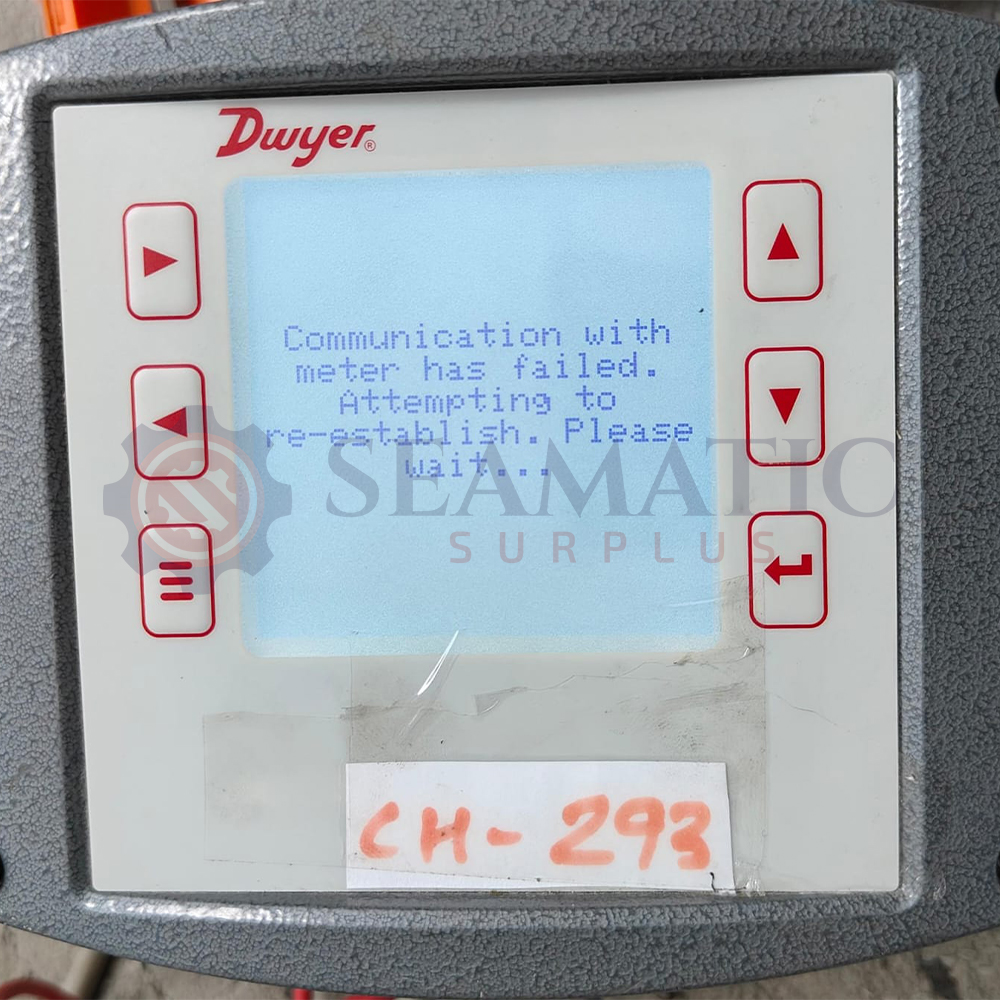 Dwyer®
Communication with
meter has failed.
Attempting to
re-establish. Please
wait...
SEAMATIC
SURPLUS
CH-293